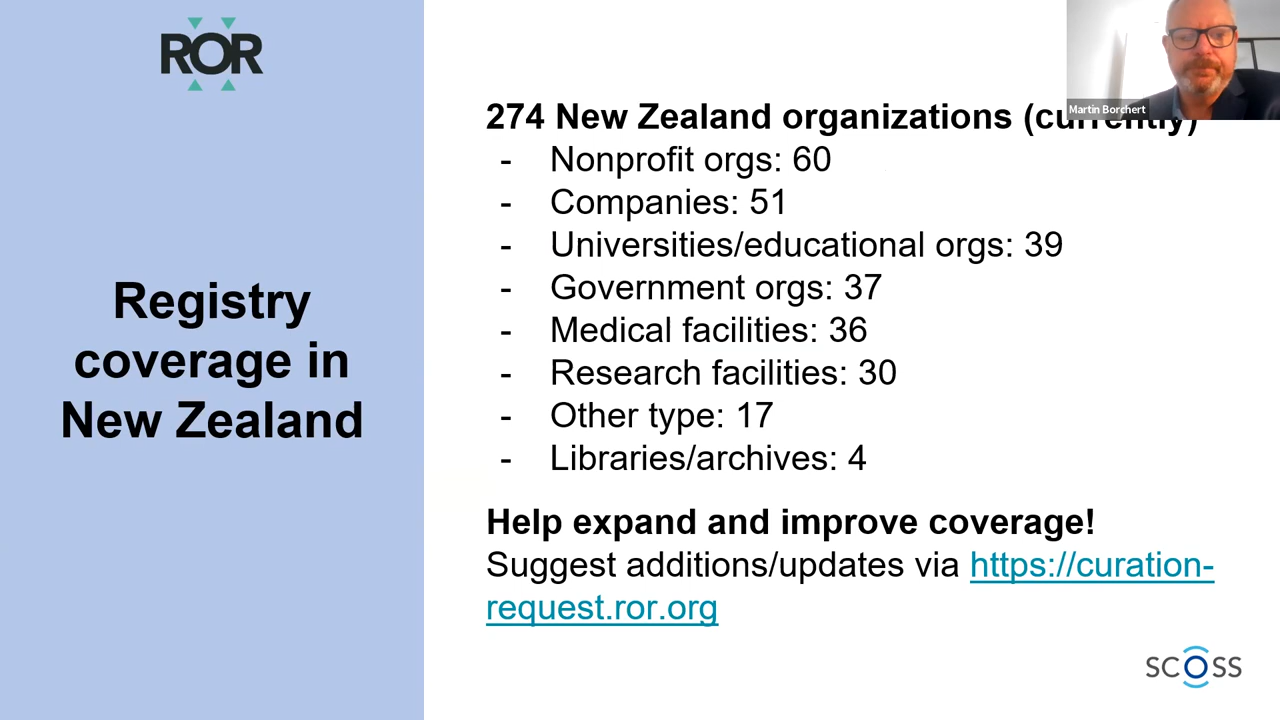 ROR
Martin Borchert
274 New Zealand organizations (currently)
- Nonprofit orgs: 60
- Companies: 51
- Universities/educational orgs: 39
- Government orgs: 37
- Medical facilities: 36
- Research facilities: 30
- Other type: 17
- Libraries/archives: 4
Registry
coverage in
New Zealand
Help expand and improve coverage!
Suggest additions/updates via https://curation-
request.ror.org
SCOSS